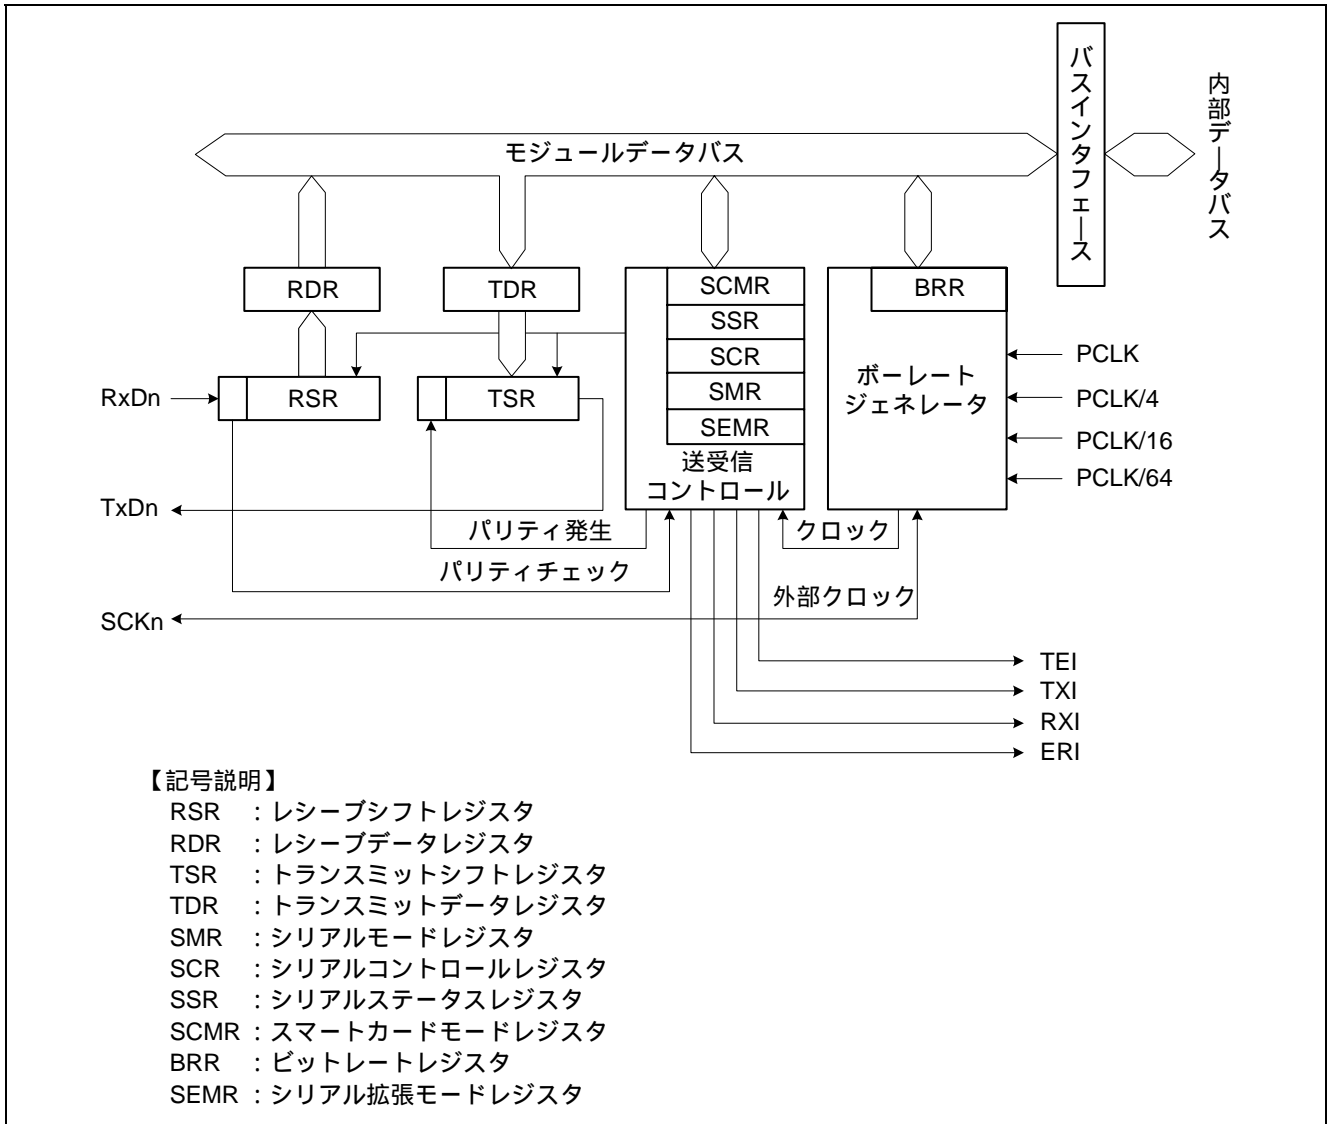 バスインタフェース
内部データバス
モジュールデータバス
RDR
TDR
SCMR
BRR
SSR
SCR
SMR
SEMR
送受信
コントロール
ボーレート
ジェネレータ
PCLK
PCLK/4
PCLK/16
PCLK/64
RxDn
RSR
TSR
TxDn
パリティ発生
クロック
パリティチェック
外部クロック
SCKn
TEI
TXI
RXI
ERI
【記号説明】
RSR :レシーブシフトレジスタ
RDR :レシーブデータレジスタ
TSR :トランスミットシフトレジスタ
TDR :トランスミットデータレジスタ
SMR :シリアルモードレジスタ
SCR :シリアルコントロールレジスタ
SSR :シリアルステータスレジスタ
SCMR :スマートカードモードレジスタ
BRR :ビットレートレジスタ
SEMR :シリアル拡張モードレジスタ